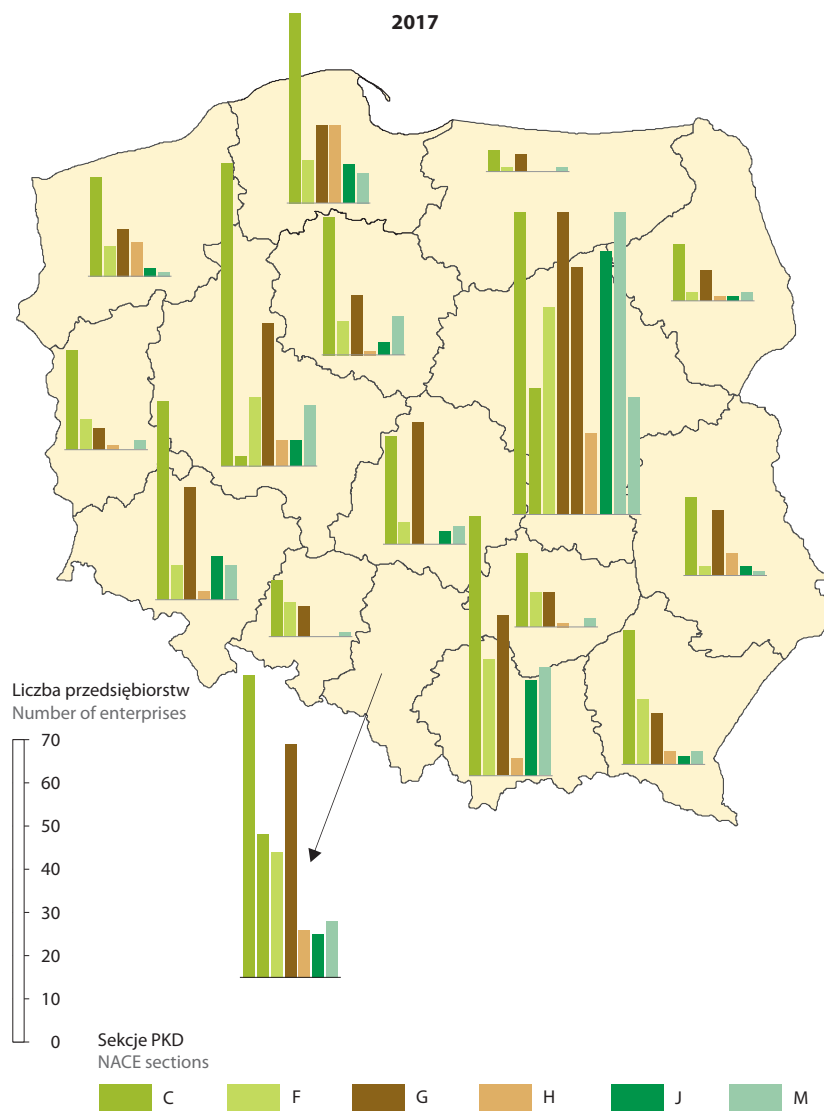 2017
Liczba przedsiębiorstw
Number of enterprises
70
60
50
40
30
20
10
0
Sekcje PKD
NACE sections
C F G H J M